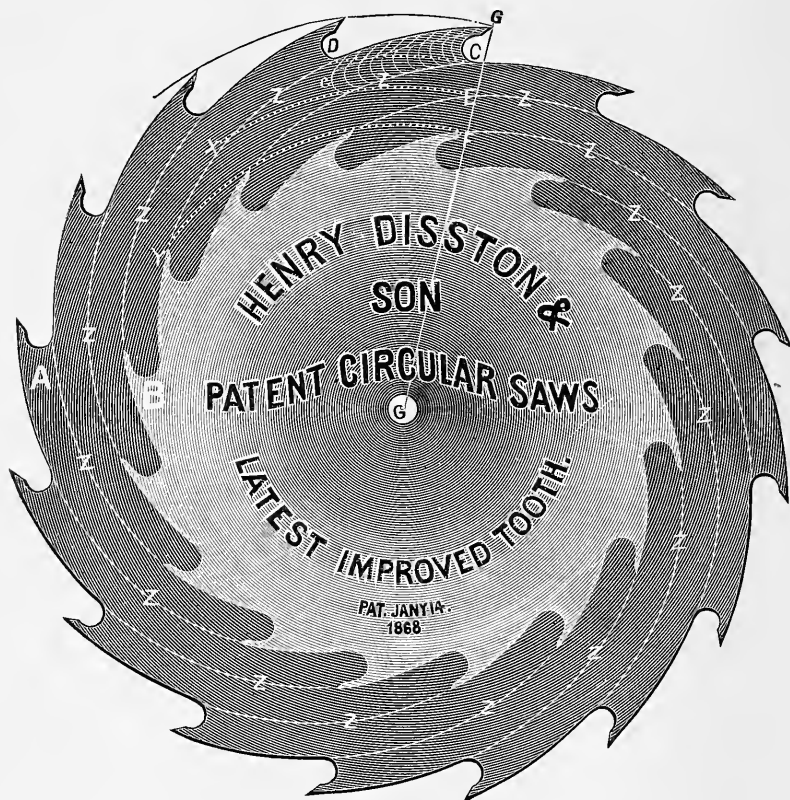 G
D
C
Z
C
Z
E
Z
Y
Z
Z
Z
HENRY DISSTON &
SON
Y
Z
Z
A
B
PATENT CIRCULAR SAWS
G
Z
Z
LATEST IMPROVED TOOTH.
Z
Z
PAT. JANY 14.
1868
Z
Z
Z
Z